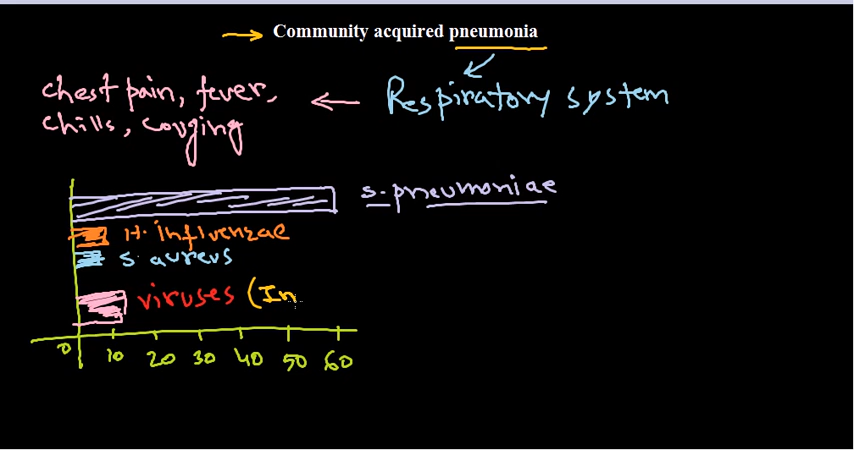 Community acquired pneumonia
Respiratory system
chest pain, fever,
chills, couging
S. pneumoniae
H. influenzae
S. aureus
viruses (In
0 10 20 30 40 50 60